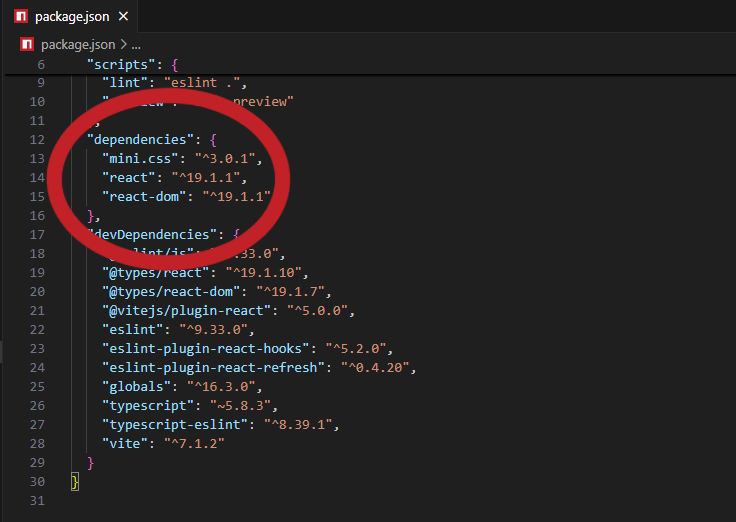 package.json
package.json > ...
6 "scripts": {
9 "lint": "eslint .",
10 preview"
11
12 "dependencies": {
13 "mini.css": "^3.0.1",
14 "react": "^19.1.1",
15 "react-dom": "^19.1.1"
16 },
17 "devDependencies": {
18 33.0",
19 "@types/react": "^19.1.10",
20 "@types/react-dom": "^19.1.7",
21 "@vitejs/plugin-react": "^5.0.0",
22 "eslint": "^9.33.0",
23 "eslint-plugin-react-hooks": "^5.2.0",
24 "eslint-plugin-react-refresh": "^0.4.20",
25 "globals": "^16.3.0",
26 "typescript": "~5.8.3",
27 "typescript-eslint": "^8.39.1",
28 "vite": "^7.1.2"
29 }
30 }
31